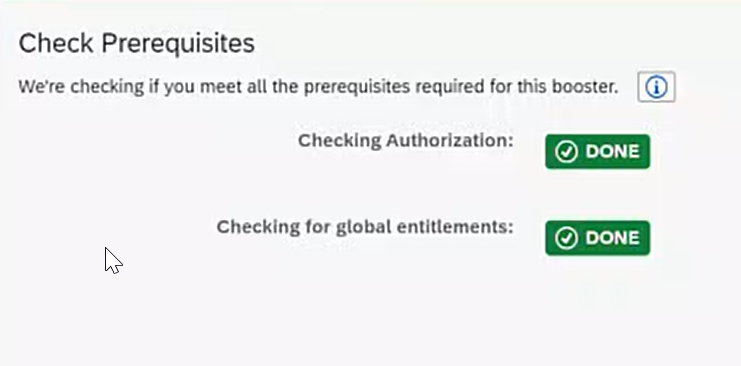 Check Prerequisites
We're checking if you meet all the prerequisites required for this booster.
Checking Authorization: DONE
Checking for global entitlements: DONE